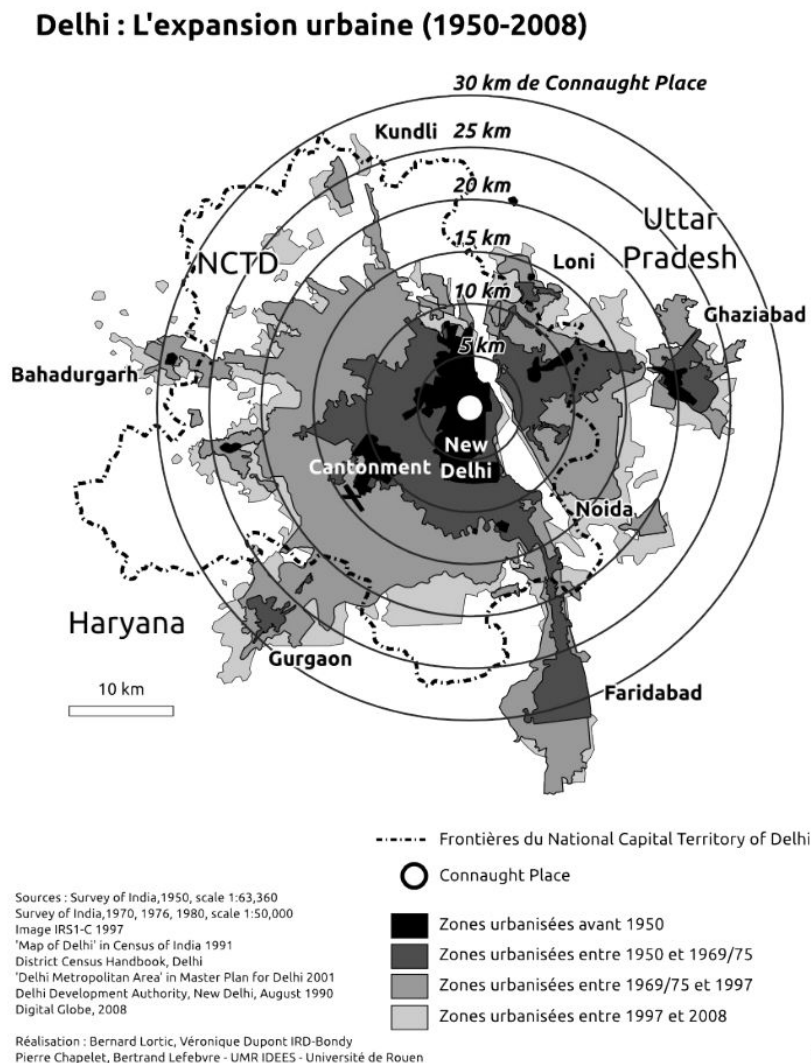 Delhi : L'expansion urbaine (1950-2008)
30 km de Connaught Place
Kundli
25 km
20 km
Uttar
Pradesh
15 km
NCTD
Loni
10 km
Ghaziabad
5 km
Bahadurgarh
New
Delhi
Cantonment
Noida
Haryana
Gurgaon
10 km
Faridabad
Frontières du National Capital Territory of Delhi
Connaught Place
Zones urbanisées avant 1950
Zones urbanisées entre 1950 et 1969/75
Zones urbanisées entre 1969/75 et 1997
Zones urbanisées entre 1997 et 2008
Sources : Survey of India,1950, scale 1:63,360
Survey of India,1970, 1976, 1980, scale 1:50,000
Image IRS1-C 1997
'Map of Delhi' in Census of India 1991
District Census Handbook, Delhi
'Delhi Metropolitan Area' in Master Plan for Delhi 2001
Delhi Development Authority, New Delhi, August 1990
Digital Globe, 2008
Réalisation : Bernard Lortic, Véronique Dupont IRD-Bondy
Pierre Chapelet, Bertrand Lefebvre - UMR IDEES - Université de Rouen